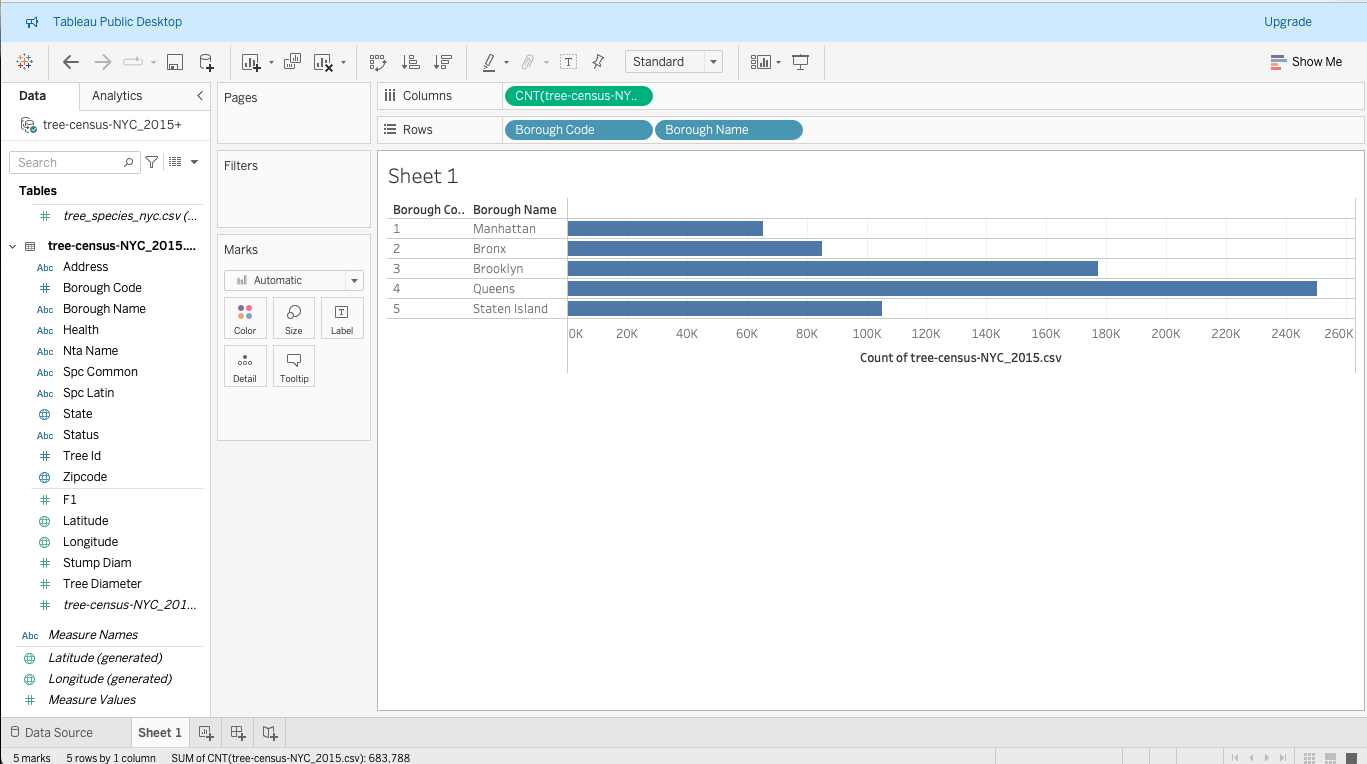 Tableau Public Desktop
Upgrade
Standard
Show Me
Data
Analytics
tree-census-NYC_2015+
Search
Tables
tree_species_nyc.csv (...
tree-census-NYC_2015....
Abc Address
Borough Code
Abc Borough Name
Abc Health
Abc Nta Name
Abc Spc Common
Abc Spc Latin
State
Abc Status
Tree Id
Zipcode
F1
Latitude
Longitude
Stump Diam
Tree Diameter
tree-census-NYC_201...
Abc Measure Names
Latitude (generated)
Longitude (generated)
Measure Values
Pages
Filters
Marks
Automatic
Color
Size
Label
Detail
Tooltip
Columns
CNT(tree-census-NY..
Rows
Borough Code
Borough Name
Sheet 1
Borough Co.. Borough Name
1 Manhattan
2 Bronx
3 Brooklyn
4 Queens
5 Staten Island
0K 20K 40K 60K 80K 100K 120K 140K 160K 180K 200K 220K 240K 260K
Count of tree-census-NYC_2015.csv
Data Source
Sheet 1
5 marks 5 rows by 1 column SUM of CNT(tree-census-NYC_2015.csv): 683,788